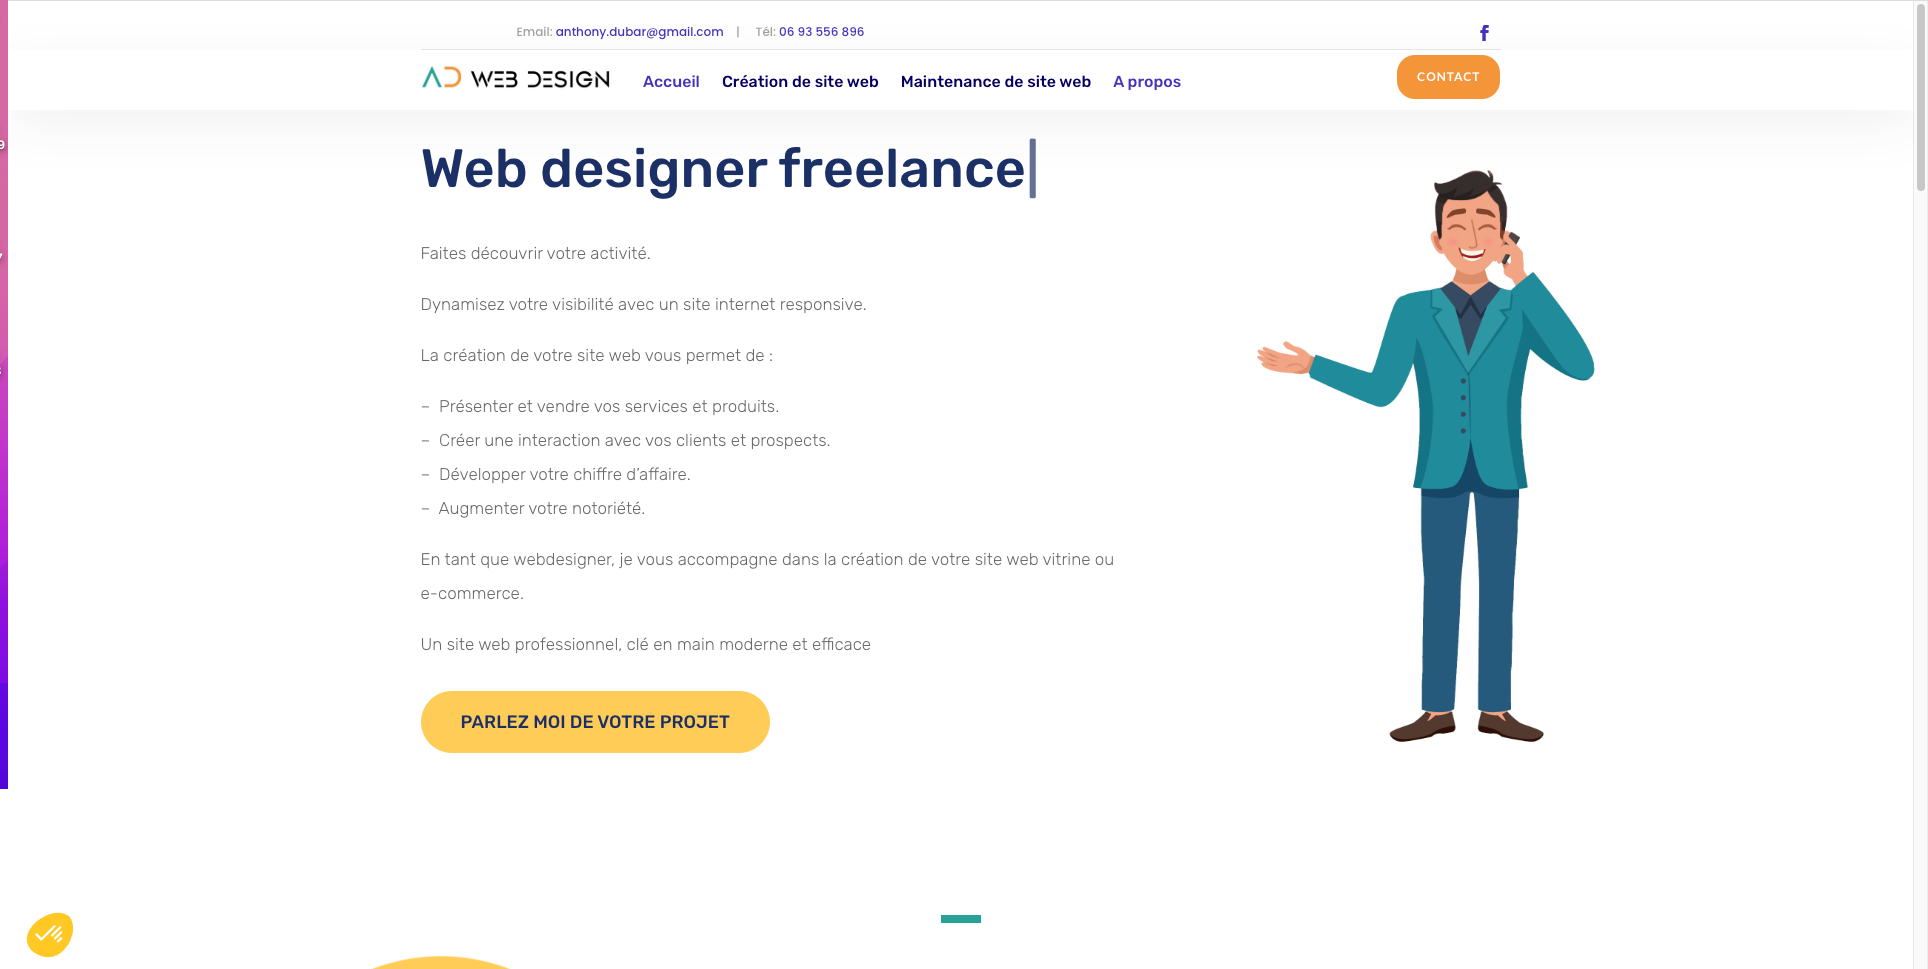 Email: anthony.dubar@gmail.com | Tél: 06 93 556 896
AD WEB DESIGN
Accueil Création de site web Maintenance de site web A propos
CONTACT
Web designer freelance
Faites découvrir votre activité.
Dynamisez votre visibilité avec un site internet responsive.
La création de votre site web vous permet de :
– Présenter et vendre vos services et produits.
– Créer une interaction avec vos clients et prospects.
– Développer votre chiffre d’affaire.
– Augmenter votre notoriété.
En tant que webdesigner, je vous accompagne dans la création de votre site web vitrine ou
e-commerce.
Un site web professionnel, clé en main moderne et efficace
PARLEZ MOI DE VOTRE PROJET